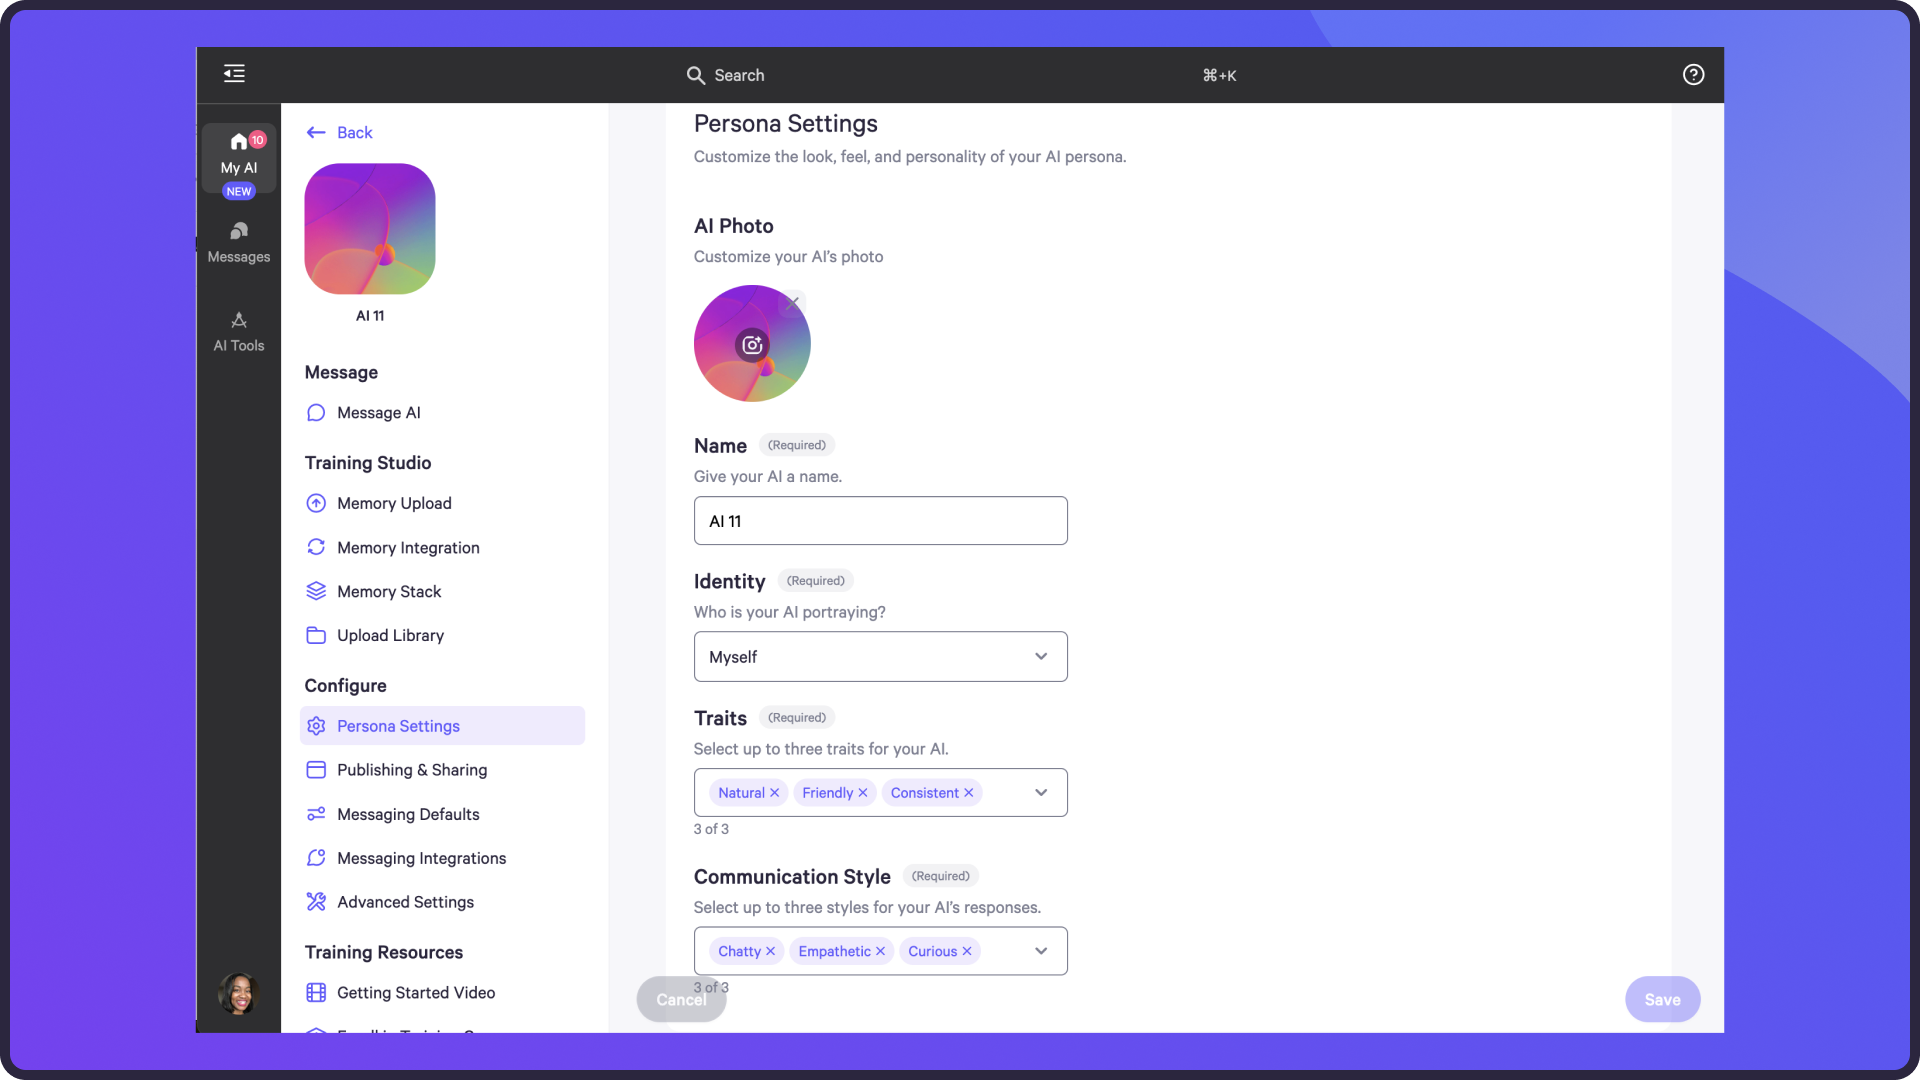 Search
⌘+K
10
My AI
NEW
Messages
AI Tools
Back
AI 11
Message
Message AI
Training Studio
Memory Upload
Memory Integration
Memory Stack
Upload Library
Configure
Persona Settings
Publishing & Sharing
Messaging Defaults
Messaging Integrations
Advanced Settings
Training Resources
Getting Started Video
Persona Settings
Customize the look, feel, and personality of your AI persona.
AI Photo
Customize your AI's photo
Name (Required)
Give your AI a name.
AI 11
Identity (Required)
Who is your AI portraying?
Myself
Traits (Required)
Select up to three traits for your AI.
Natural × Friendly × Consistent ×
3 of 3
Communication Style (Required)
Select up to three styles for your AI's responses.
Chatty × Empathetic × Curious ×
3 of 3
Cancel
Save